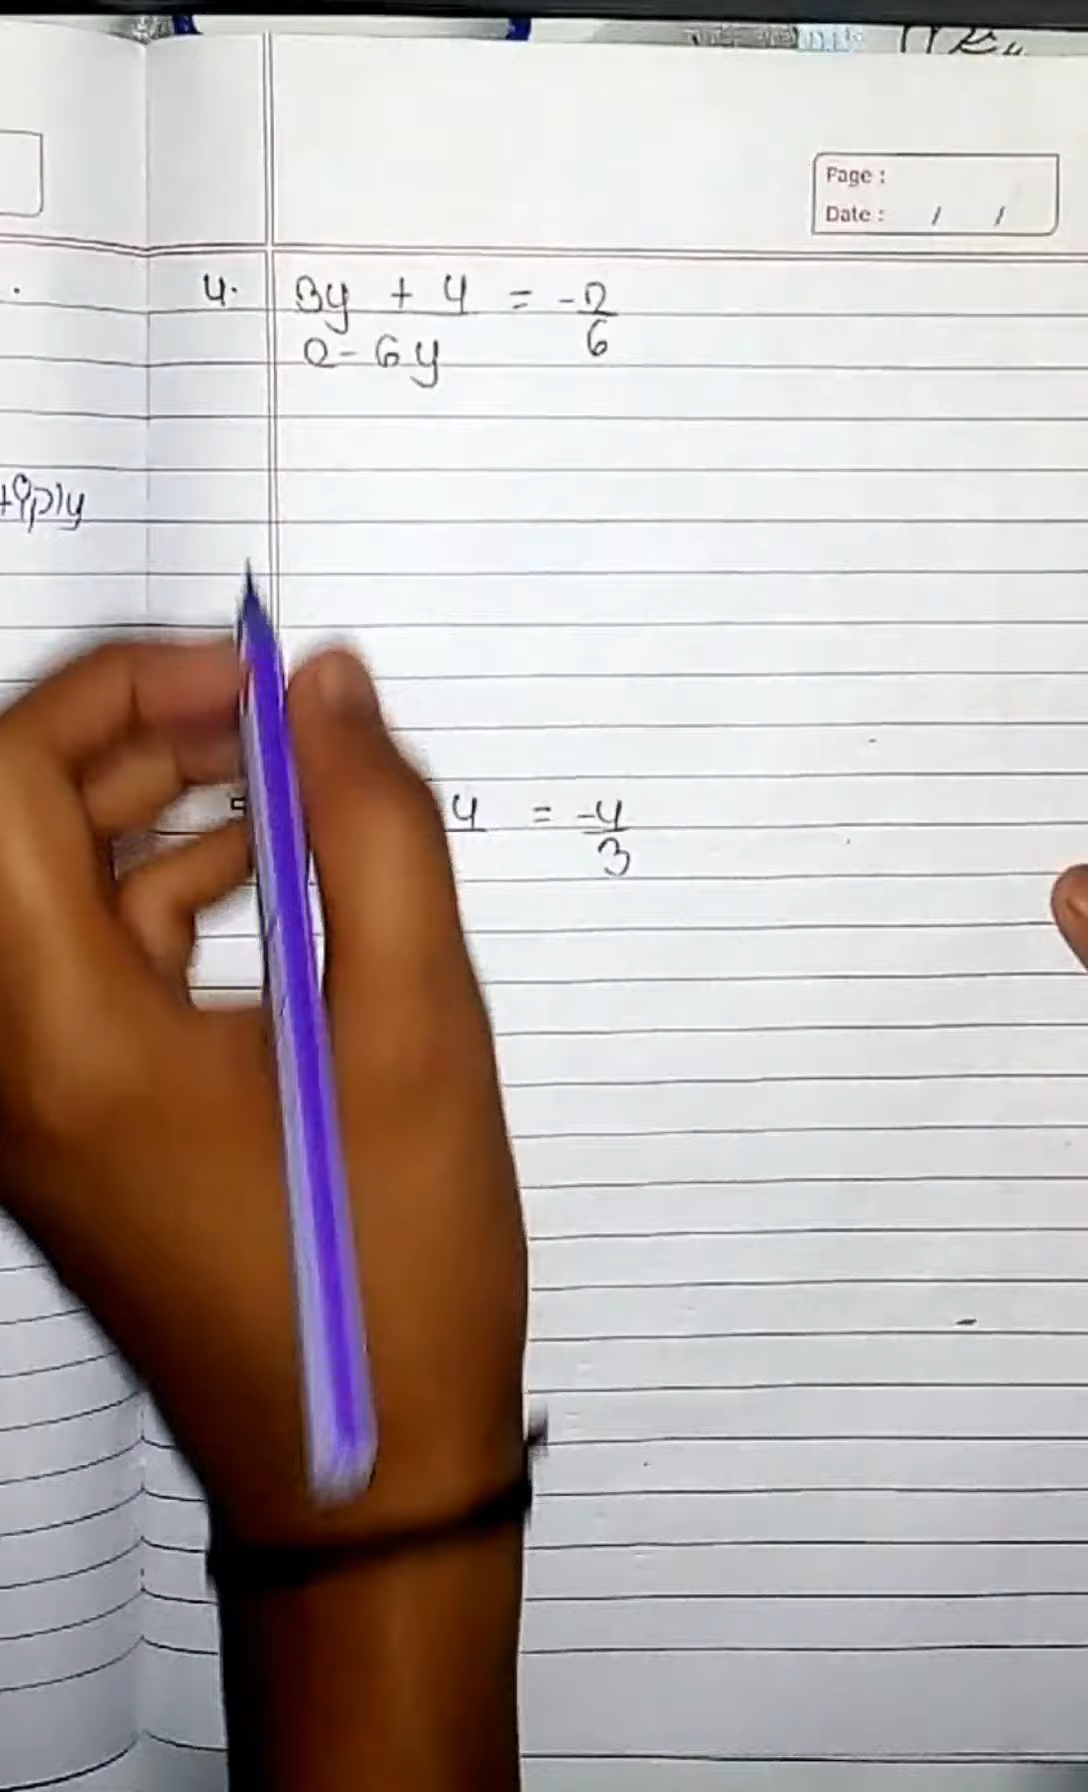 Page :
Date : / /
4. 3y + 4 = -2
2 - 6y 6
tiply
4 = -4
3